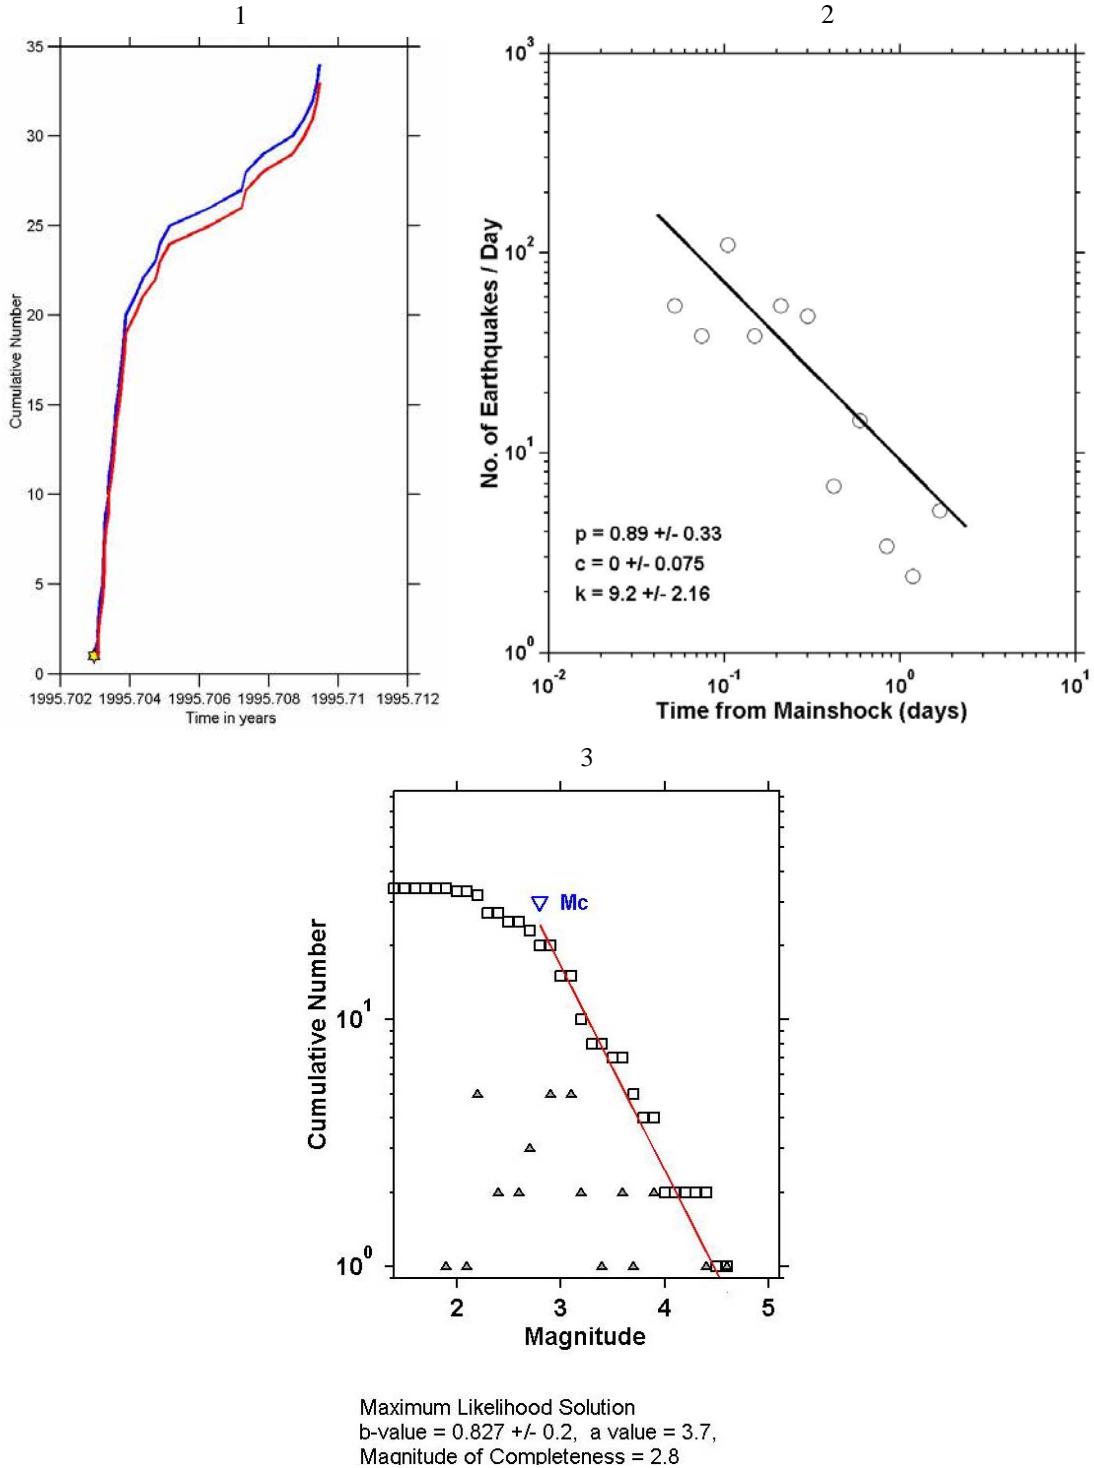 1
35
30
25
20
15
10
5
0
Cumulative Number
1995.702 1995.704 1995.706 1995.708 1995.71 1995.712
Time in years
2
10^3
10^2
10^1
10^0
No. of Earthquakes / Day
p = 0.89 +/- 0.33
c = 0 +/- 0.075
k = 9.2 +/- 2.16
10^-2 10^-1 10^0 10^1
Time from Mainshock (days)
3
Mc
10^1
10^0
Cumulative Number
2 3 4 5
Magnitude
Maximum Likelihood Solution
b-value = 0.827 +/- 0.2, a value = 3.7,
Magnitude of Completeness = 2.8